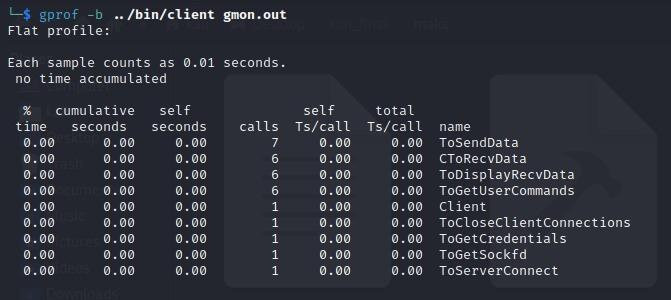 └─$ gprof -b ../bin/client gmon.out
Flat profile:

Each sample counts as 0.01 seconds.
 no time accumulated

  %   cumulative   self              self     total
 time   seconds   seconds    calls  Ts/call  Ts/call  name
  0.00      0.00     0.00        7     0.00     0.00  ToSendData
  0.00      0.00     0.00        6     0.00     0.00  CToRecvData
  0.00      0.00     0.00        6     0.00     0.00  ToDisplayRecvData
  0.00      0.00     0.00        6     0.00     0.00  ToGetUserCommands
  0.00      0.00     0.00        1     0.00     0.00  Client
  0.00      0.00     0.00        1     0.00     0.00  ToCloseClientConnections
  0.00      0.00     0.00        1     0.00     0.00  ToGetCredentials
  0.00      0.00     0.00        1     0.00     0.00  ToGetSockfd
  0.00      0.00     0.00        1     0.00     0.00  ToServerConnect